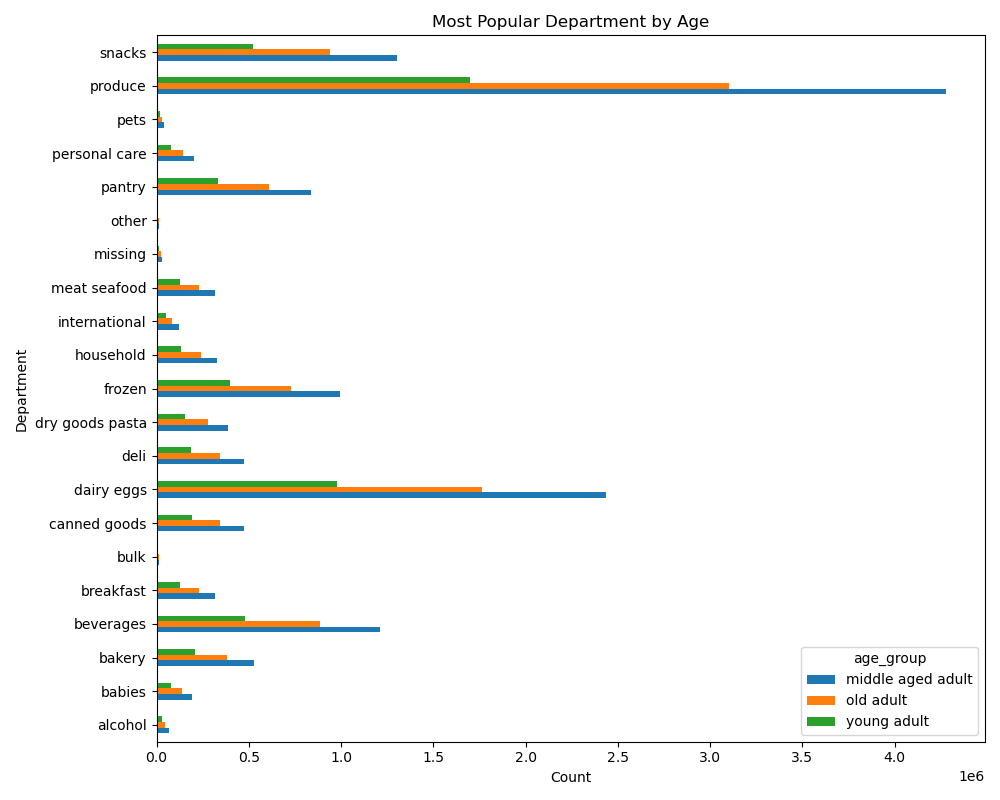 Most Popular Department by Age
snacks
produce
pets
personal care
pantry
other
missing
meat seafood
international
household
frozen
dry goods pasta
deli
dairy eggs
canned goods
bulk
breakfast
beverages
bakery
babies
alcohol
Department
age_group
middle aged adult
old adult
young adult
0.0 0.5 1.0 1.5 2.0 2.5 3.0 3.5 4.0
1e6
Count